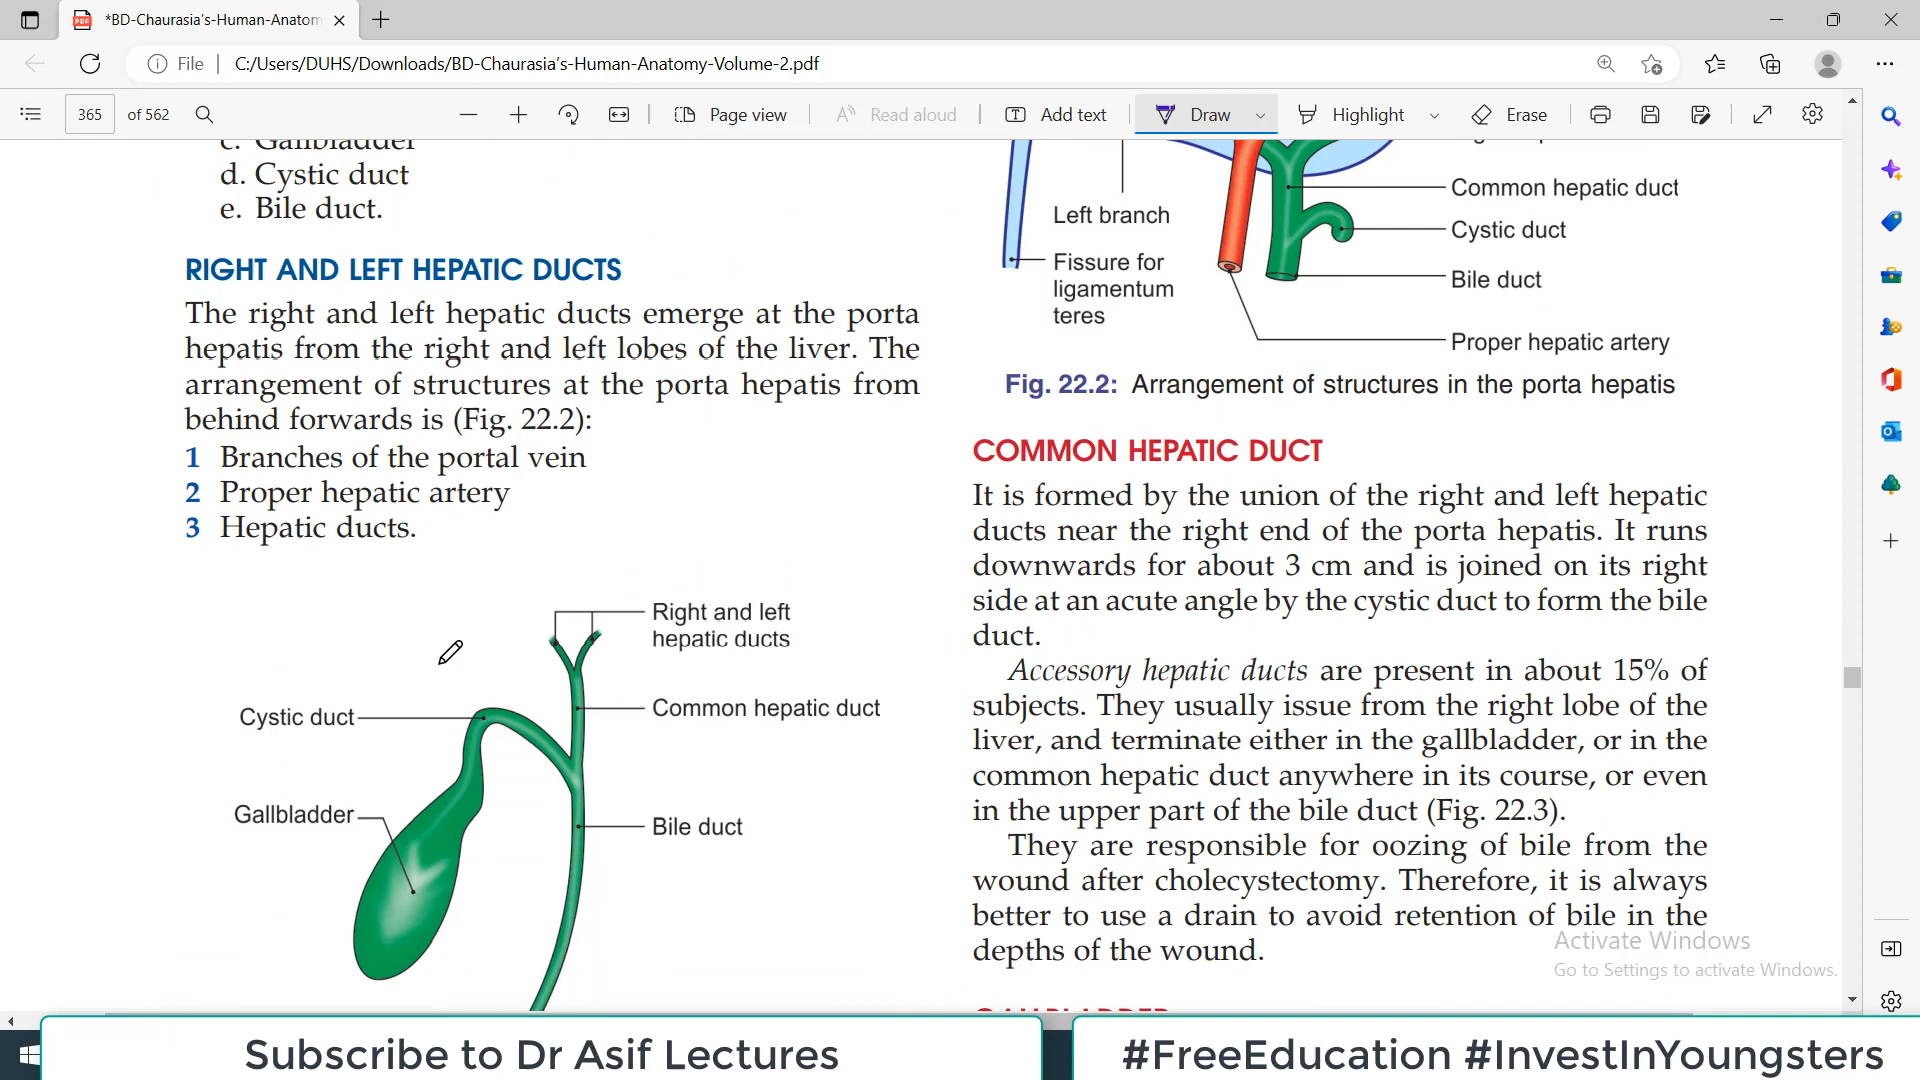 *BD-Chaurasia's-Human-Anatom
File
C:/Users/DUHS/Downloads/BD-Chaurasia's-Human-Anatomy-Volume-2.pdf
365 of 562
Page view
Read aloud
Add text
Draw
Highlight
Erase
c. Gallbladder
d. Cystic duct
e. Bile duct.
RIGHT AND LEFT HEPATIC DUCTS
The right and left hepatic ducts emerge at the porta
hepatis from the right and left lobes of the liver. The
arrangement of structures at the porta hepatis from
behind forwards is (Fig. 22.2):
1 Branches of the portal vein
2 Proper hepatic artery
3 Hepatic ducts.
Right and left
hepatic ducts
Cystic duct
Common hepatic duct
Gallbladder
Bile duct
Left branch
Fissure for
ligamentum
teres
Common hepatic duct
Cystic duct
Bile duct
Proper hepatic artery
Fig. 22.2: Arrangement of structures in the porta hepatis
COMMON HEPATIC DUCT
It is formed by the union of the right and left hepatic
ducts near the right end of the porta hepatis. It runs
downwards for about 3 cm and is joined on its right
side at an acute angle by the cystic duct to form the bile
duct.
Accessory hepatic ducts are present in about 15% of
subjects. They usually issue from the right lobe of the
liver, and terminate either in the gallbladder, or in the
common hepatic duct anywhere in its course, or even
in the upper part of the bile duct (Fig. 22.3).
They are responsible for oozing of bile from the
wound after cholecystectomy. Therefore, it is always
better to use a drain to avoid retention of bile in the
depths of the wound.
Activate Windows
Go to Settings to activate Windows.
Subscribe to Dr Asif Lectures
#FreeEducation #InvestInYoungsters